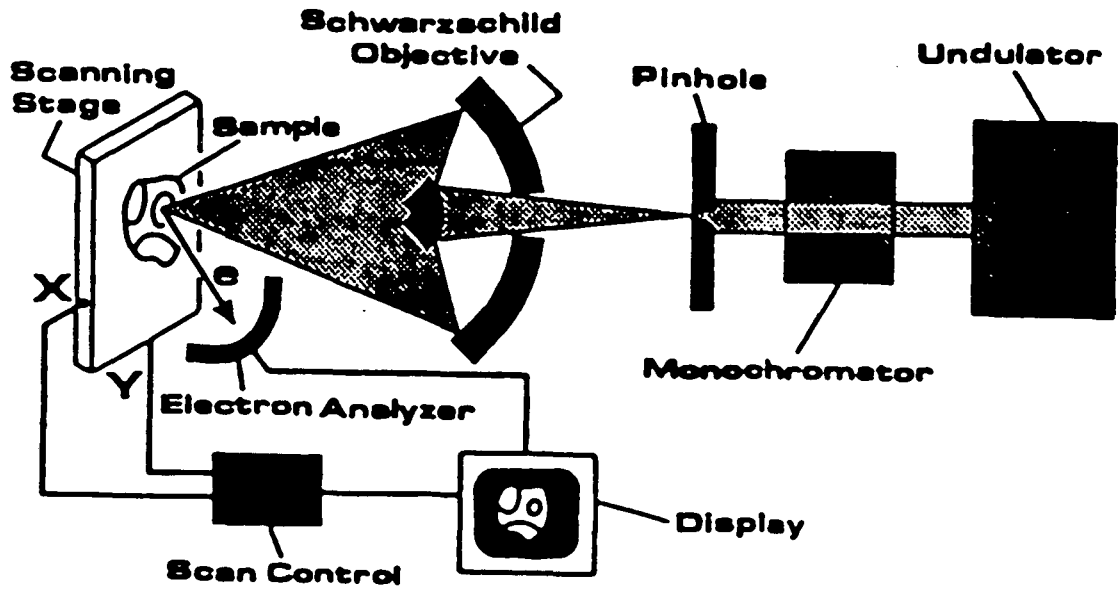 Schwarzschild
Objective
Undulator
Pinhole
Scanning
Stage
Sample
e
X
Monochromator
Y
Electron Analyzer
Display
Scan Control